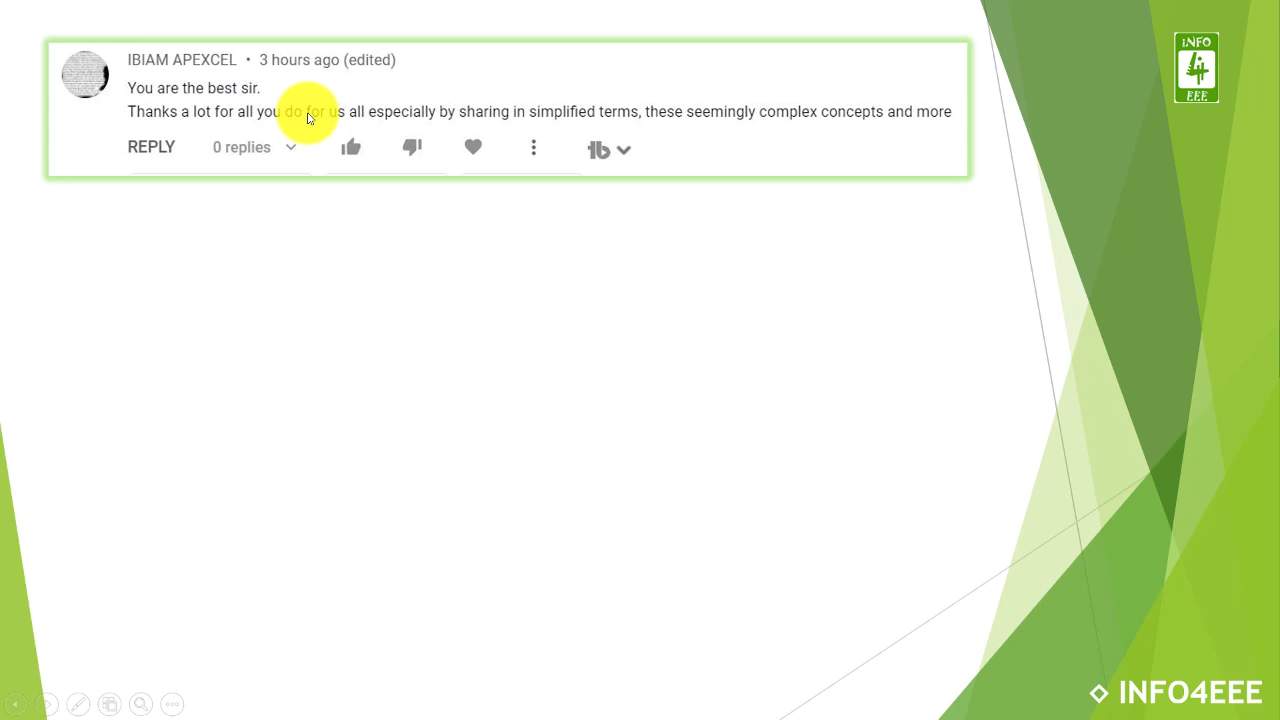 IBIAM APEXCEL • 3 hours ago (edited)
You are the best sir.
Thanks a lot for all you do for us all especially by sharing in simplified terms, these seemingly complex concepts and more
REPLY 0 replies
INFO
4
EEE
INFO4EEE